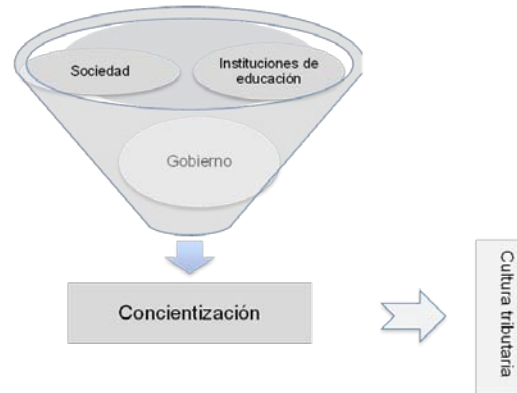 Sociedad
Instituciones de
educación
Gobierno
Concientización
Cultura tributaria